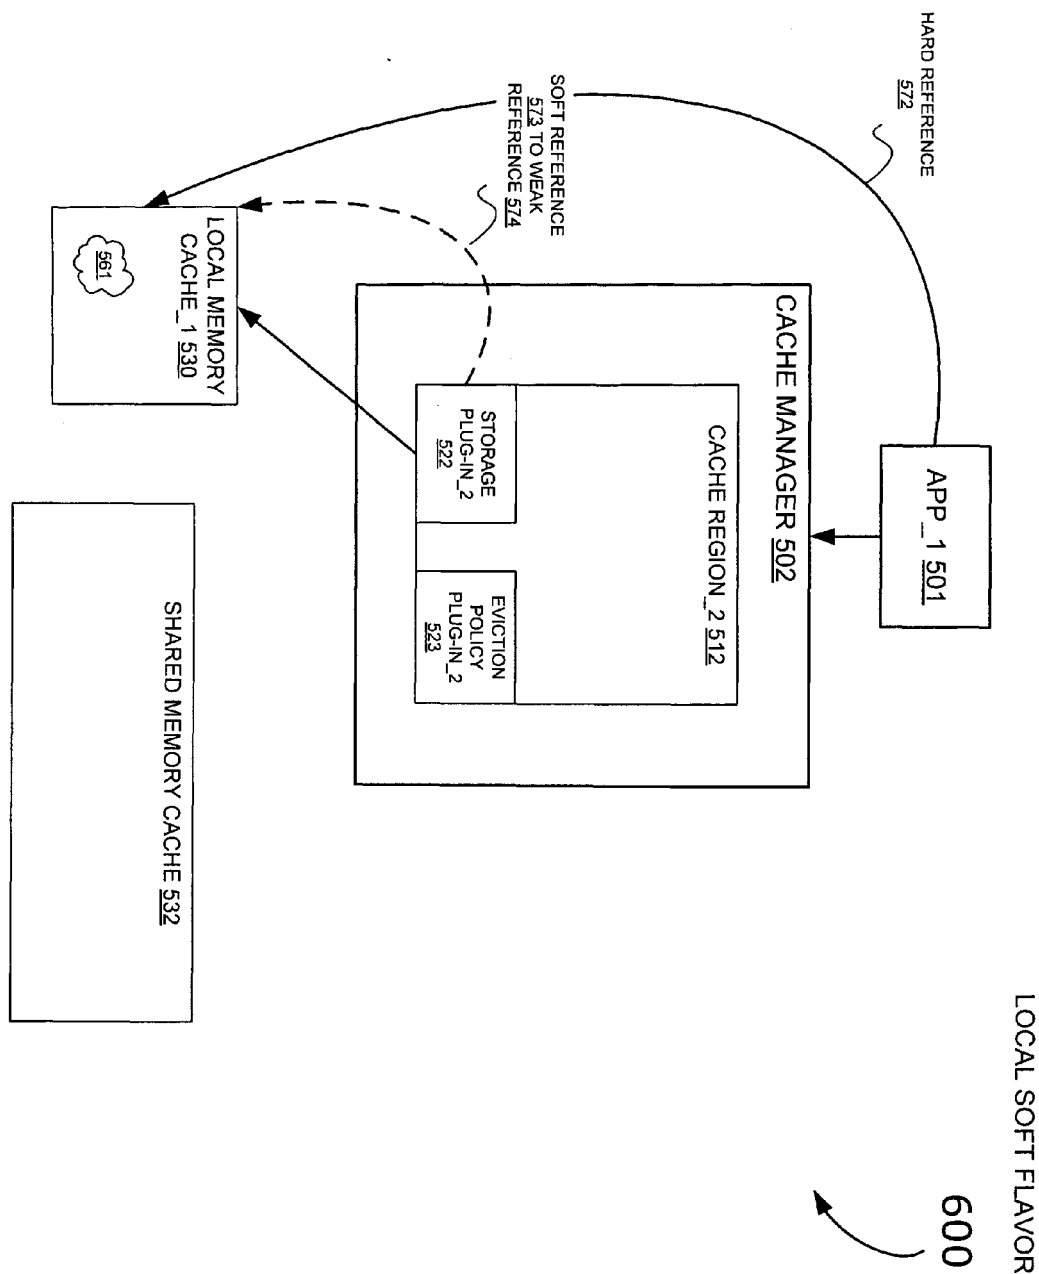 LOCAL SOFT FLAVOR
600
APP_1 501
HARD REFERENCE
572
CACHE MANAGER 502
CACHE REGION_2 512
STORAGE
PLUG-IN_2
522
EVICTION
POLICY
PLUG-IN_2
523
SOFT REFERENCE
573 TO WEAK
REFERENCE 574
LOCAL MEMORY
CACHE_1 530
561
SHARED MEMORY CACHE 532